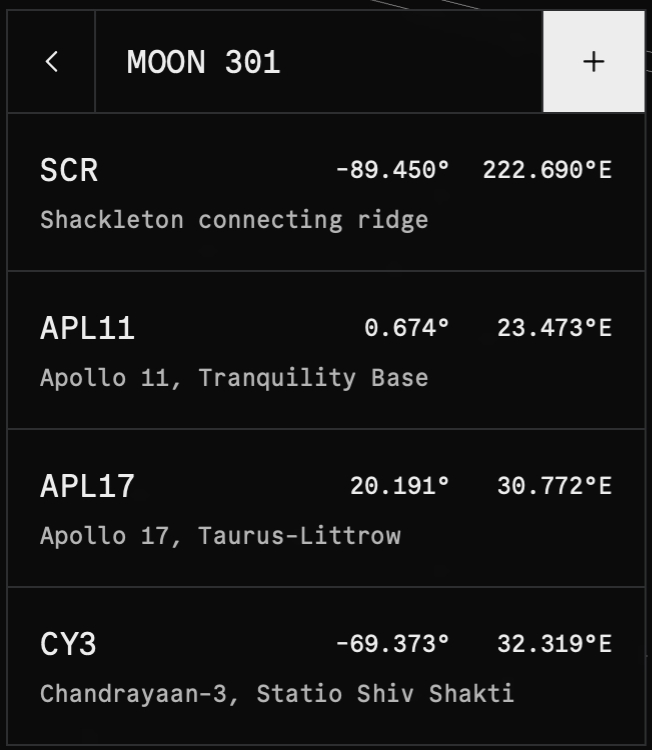 MOON 301
SCR -89.450° 222.690°E
Shackleton connecting ridge
APL11 0.674° 23.473°E
Apollo 11, Tranquility Base
APL17 20.191° 30.772°E
Apollo 17, Taurus-Littrow
CY3 -69.373° 32.319°E
Chandrayaan-3, Statio Shiv Shakti